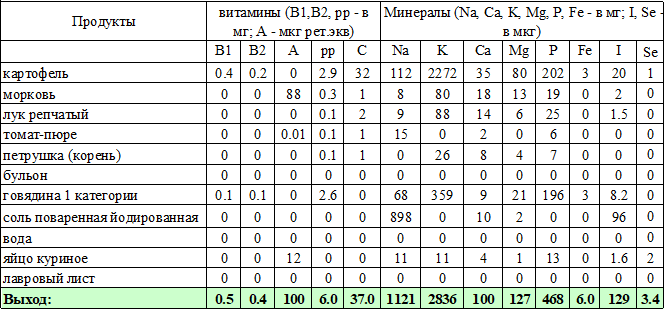 Продукты витамины (B1,B2, pp - в мг; A - мкг рет.экв) Минералы (Na, Ca, K, Mg, P, Fe - в мг; I, Se - в мкг)
B1 B2 A pp C Na K Ca Mg P Fe I Se
картофель 0.4 0.2 0 2.9 32 112 2272 35 80 202 3 20 1
морковь 0 0 88 0.3 1 8 80 18 13 19 0 2 0
лук репчатый 0 0 0 0.1 2 9 88 14 6 25 0 1.5 0
томат-пюре 0 0 0.01 0.1 1 15 0 2 0 6 0 0 0
петрушка (корень) 0 0 0 0.1 1 0 26 8 4 7 0 0 0
бульон 0 0 0 0 0 0 0 0 0 0 0 0 0
говядина 1 категории 0.1 0.1 0 2.6 0 68 359 9 21 196 3 8.2 0
соль поваренная йодированная 0 0 0 0 0 898 0 10 2 0 0 96 0
вода 0 0 0 0 0 0 0 0 0 0 0 0 0
яйцо куриное 0 0 12 0 0 11 11 4 1 13 0 1.6 2
лавровый лист 0 0 0 0 0 0 0 0 0 0 0 0 0
Выход: 0.5 0.4 100 6.0 37.0 1121 2836 100 127 468 6.0 129 3.4